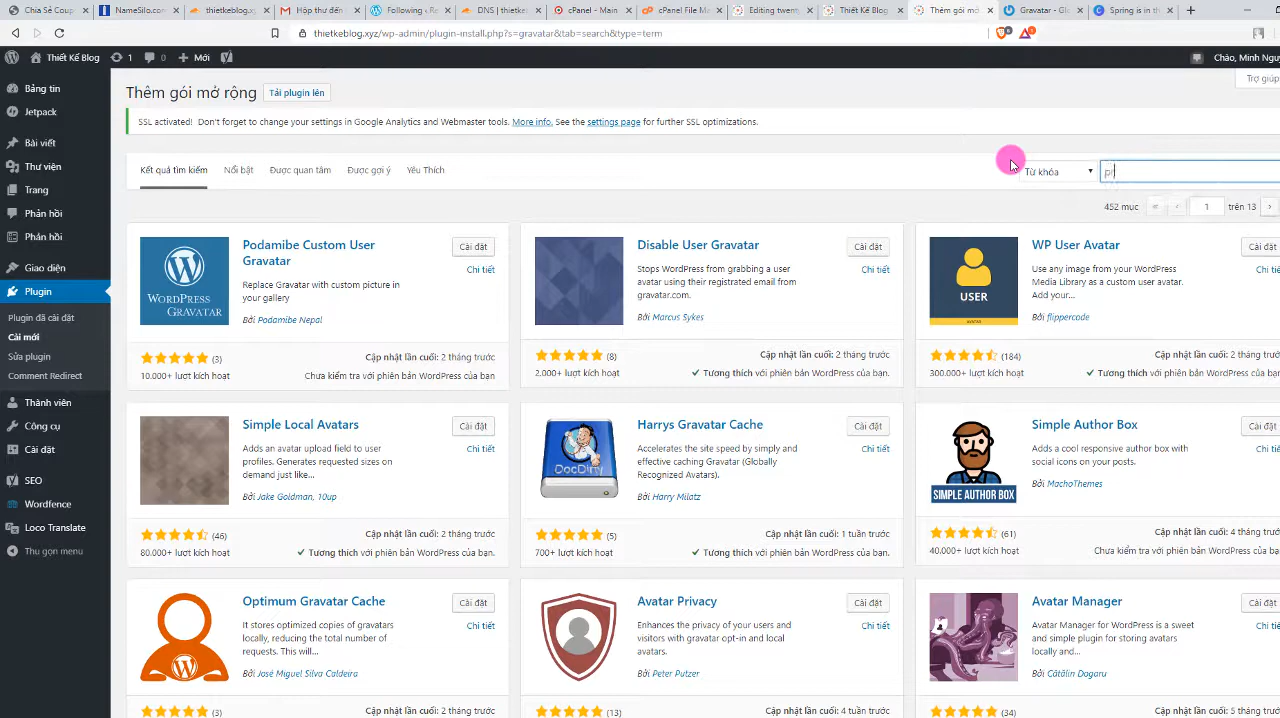 Chia Sẻ Coup
NameSilo.com
thietkeblog.xy
Hộp thư đến
Following ‹ Re
DNS | thietke
cPanel - Main
cPanel File M
Editing twent
Thiết Kế Blog
Thêm gói mở
Gravatar - Gl
Spring is in th
thietkeblog.xyz/wp-admin/plugin-install.php?s=gravatar&tab=search&type=term
Thiết Kế Blog
1
0
Mới
Chào, Minh Ngu
Bảng tin
Jetpack
Bài viết
Thư viện
Trang
Phản hồi
Phản hồi
Giao diện
Plugin
Plugin đã cài đặt
Cài mới
Sửa plugin
Comment Redirect
Thành viên
Công cụ
Cài đặt
SEO
Wordfence
Loco Translate
Thu gọn menu
Thêm gói mở rộng
Tải plugin lên
Trợ giúp
SSL activated! Don't forget to change your settings in Google Analytics and Webmaster tools. More info. See the settings page for further SSL optimizations.
Kết quả tìm kiếm
Nổi bật
Được quan tâm
Được gợi ý
Yêu Thích
Từ khóa
pr
452 mục
«
‹
1
trên 13
›
Podamibe Custom User
Gravatar
Cài đặt
Chi tiết
Replace Gravatar with custom picture in
your gallery
Bởi Podamibe Nepal
WORDPRESS
GRAVATAR
(3)
10.000+ lượt kích hoạt
Cập nhật lần cuối: 2 tháng trước
Chưa kiểm tra với phiên bản WordPress của bạn.
Disable User Gravatar
Cài đặt
Chi tiết
Stops WordPress from grabbing a user
avatar using their registrated email from
gravatar.com.
Bởi Marcus Sykes
(8)
2.000+ lượt kích hoạt
Cập nhật lần cuối: 2 tháng trước
Tương thích với phiên bản WordPress của bạn.
WP User Avatar
Cài đặt
Chi tiế
Use any image from your WordPress
Media Library as a custom user avatar.
Add your...
Bởi flippercode
USER
AVATAR
(184)
300.000+ lượt kích hoạt
Cập nhật lần cuối: 2 tháng trước
Tương thích với phiên bản WordPress của bạn.
Simple Local Avatars
Cài đặt
Chi tiết
Adds an avatar upload field to user
profiles. Generates requested sizes on
demand just like...
Bởi Jake Goldman, 10up
(46)
80.000+ lượt kích hoạt
Cập nhật lần cuối: 2 tháng trước
Tương thích với phiên bản WordPress của bạn.
Harrys Gravatar Cache
Cài đặt
Chi tiết
Accelerates the site speed by simply and
effective caching Gravatar (Globally
Recognized Avatars).
Bởi Harry Milatz
(5)
700+ lượt kích hoạt
Cập nhật lần cuối: 1 tuần trước
Tương thích với phiên bản WordPress của bạn.
Simple Author Box
Cài đặt
Chi tiế
Adds a cool responsive author box with
social icons on your posts.
Bởi MachoThemes
SIMPLE AUTHOR BOX
(61)
40.000+ lượt kích hoạt
Cập nhật lần cuối: 4 tháng trước
Chưa kiểm tra với phiên bản WordPress của bạn.
Optimum Gravatar Cache
Cài đặt
Chi tiết
It stores optimized copies of gravatars
locally, reducing the total number of
requests. This will...
Bởi José Miguel Silva Caldeira
(3)
Cập nhật lần cuối: 2 tháng trước
Avatar Privacy
Cài đặt
Chi tiết
Enhances the privacy of your users and
visitors with gravatar opt-in and local
avatars.
Bởi Peter Putzer
(13)
Cập nhật lần cuối: 4 tuần trước
Avatar Manager
Cài đặt
Chi tiế
Avatar Manager for WordPress is a sweet
and simple plugin for storing avatars
locally and...
Bởi Cătălin Dogaru
(34)
Cập nhật lần cuối: 5 tháng trước